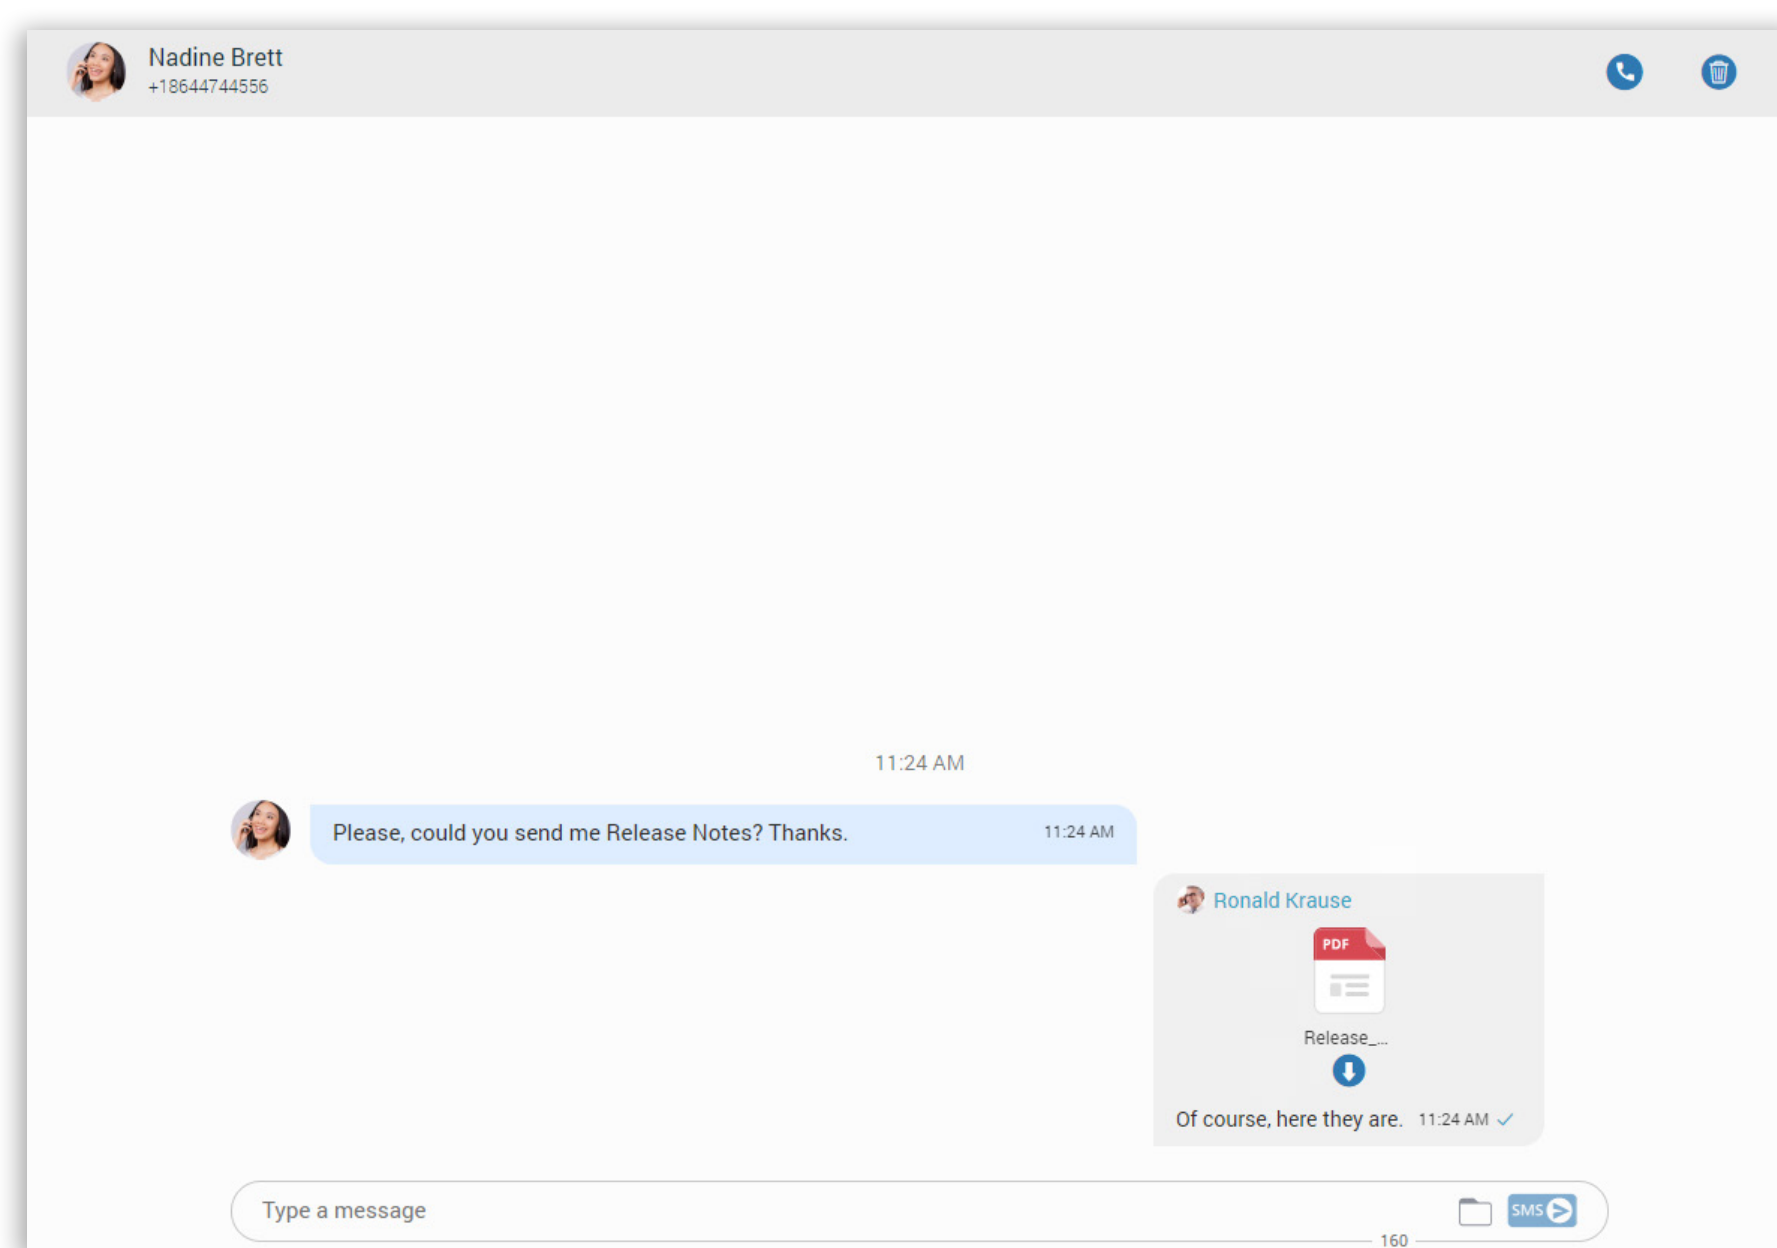 Nadine Brett
+18644744556
11:24 AM
Please, could you send me Release Notes? Thanks. 11:24 AM
Ronald Krause
PDF
Release_...
Of course, here they are. 11:24 AM
Type a message
SMS
160